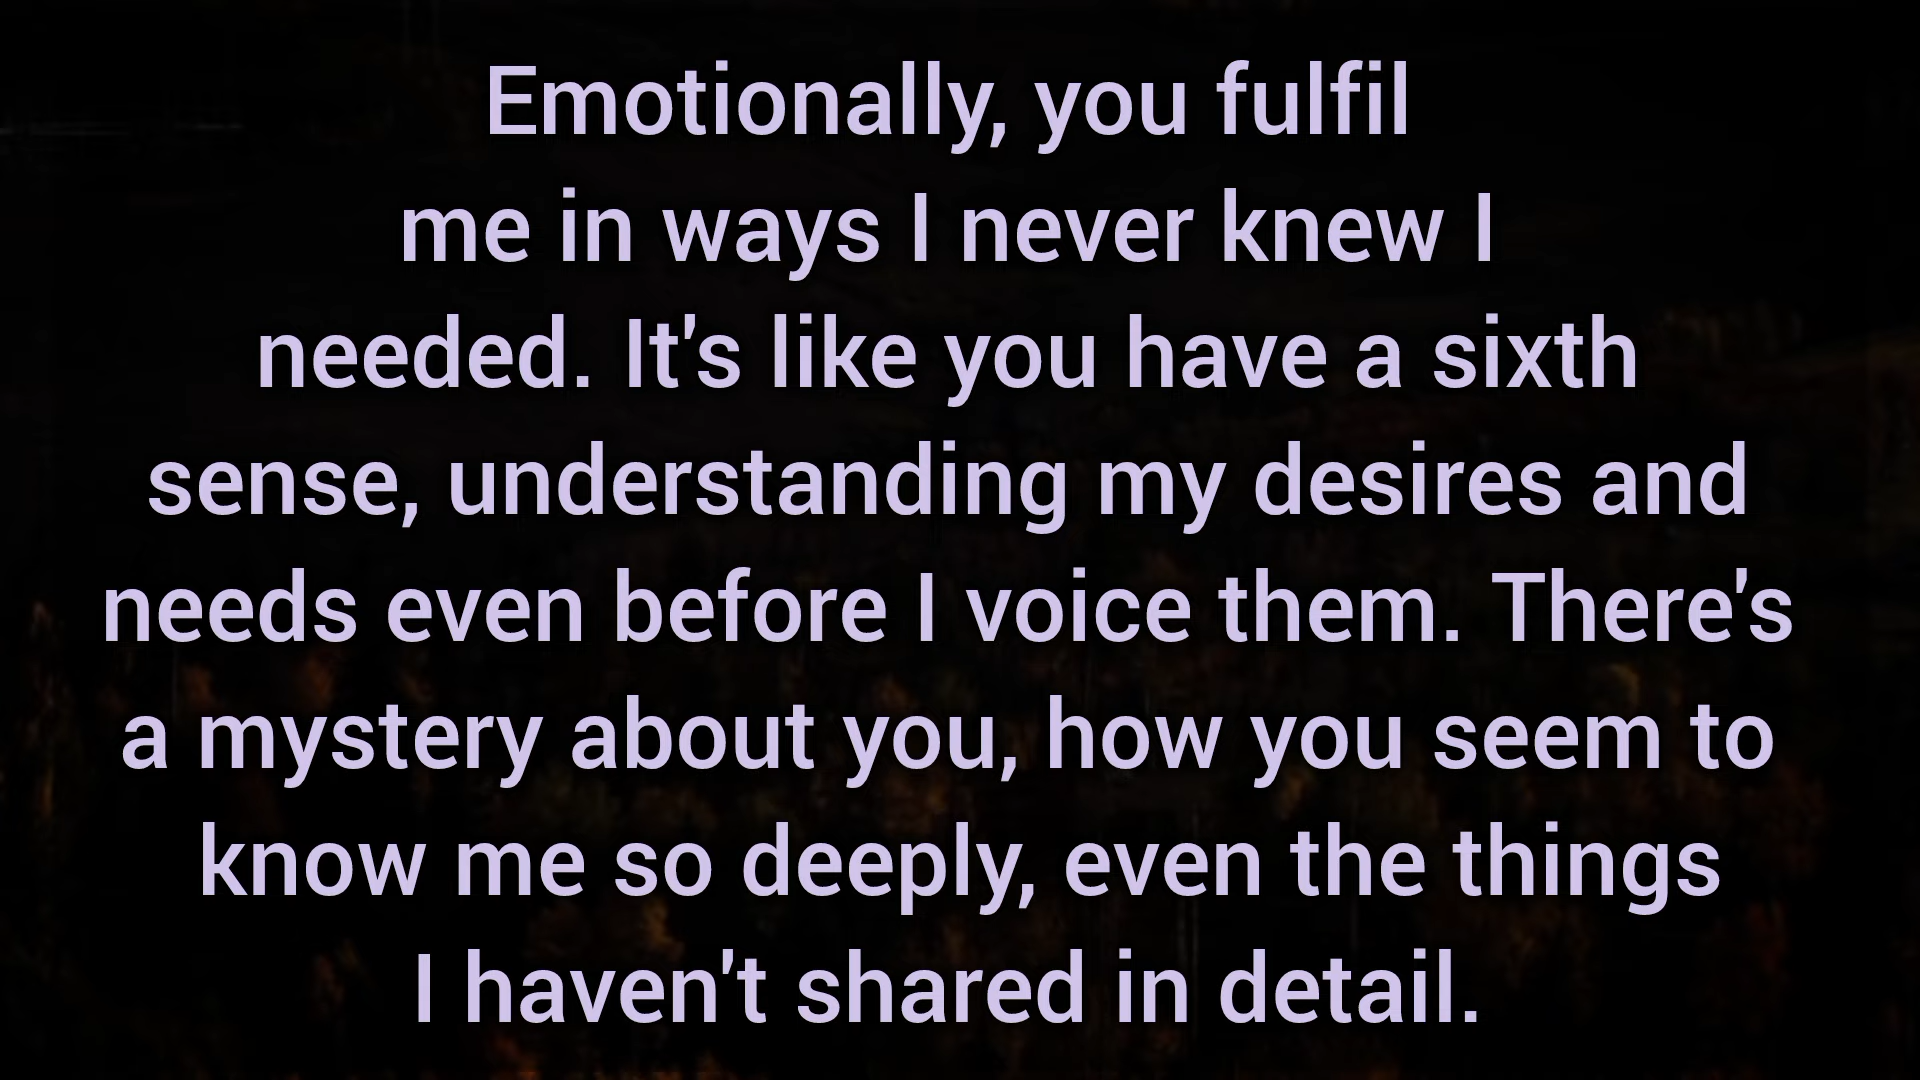 Emotionally, you fulfil
me in ways I never knew I
needed. It's like you have a sixth
sense, understanding my desires and
needs even before I voice them. There's
a mystery about you, how you seem to
know me so deeply, even the things
I haven't shared in detail.